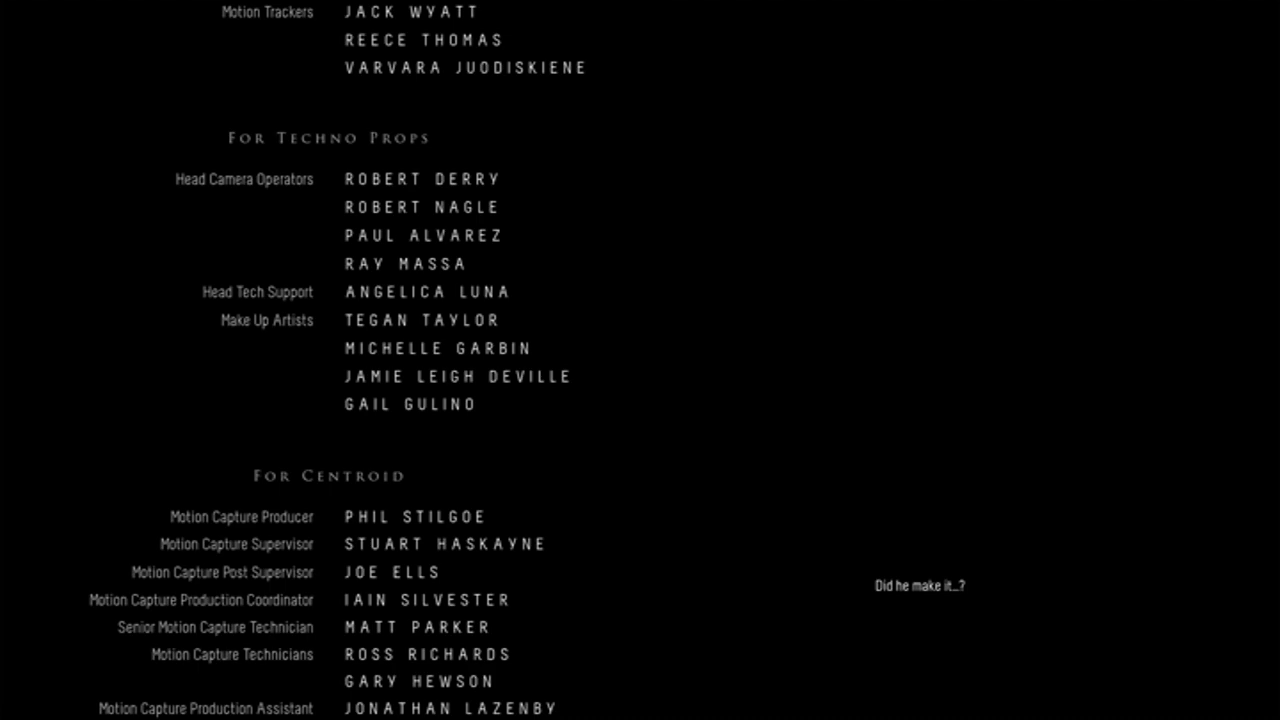 Motion Trackers JACK WYATT
REECE THOMAS
VARVARA JUODISKIENE
FOR TECHNO PROPS
Head Camera Operators ROBERT DERRY
ROBERT NAGLE
PAUL ALVAREZ
RAY MASSA
Head Tech Support ANGELICA LUNA
Make Up Artists TEGAN TAYLOR
MICHELLE GARBIN
JAMIE LEIGH DEVILLE
GAIL GULINO
FOR CENTROID
Motion Capture Producer PHIL STILGOE
Motion Capture Supervisor STUART HASKAYNE
Motion Capture Post Supervisor JOE ELLS
Did he make it...?
Motion Capture Production Coordinator IAIN SILVESTER
Senior Motion Capture Technician MATT PARKER
Motion Capture Technicians ROSS RICHARDS
GARY HEWSON
Motion Capture Production Assistant JONATHAN LAZENBY